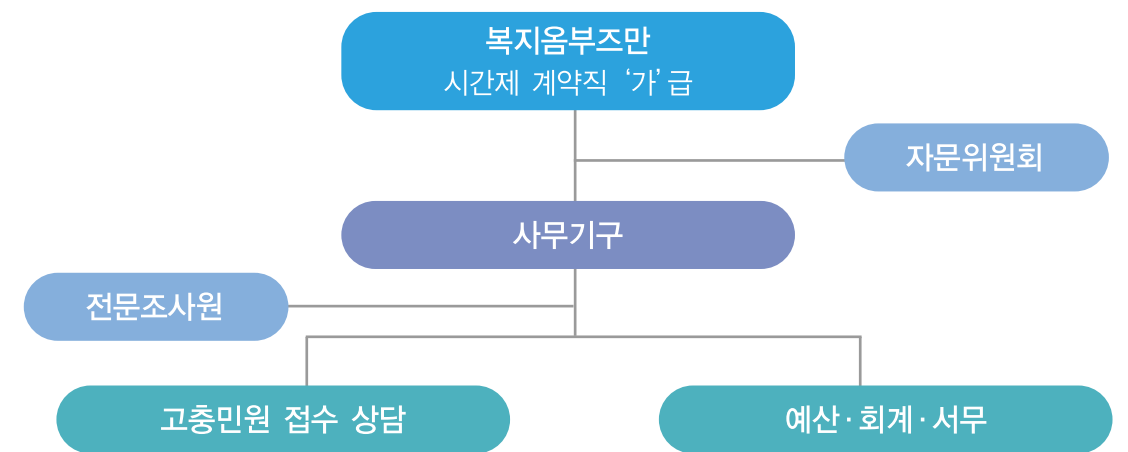 복지옴부즈만
시간제 계약직 ‘가’급
자문위원회
사무기구
전문조사원
고충민원 접수 상담
예산·회계·서무